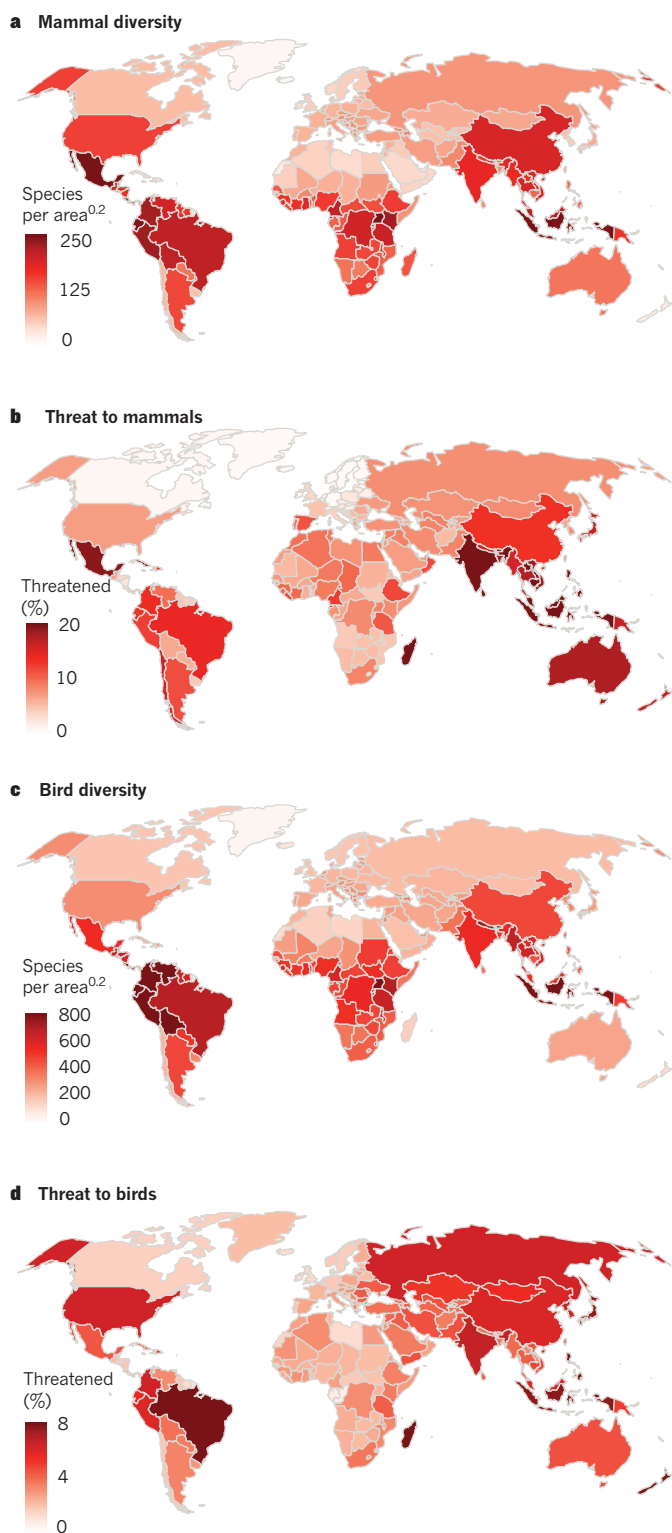 a Mammal diversity
Species
per area0.2
250
125
0
b Threat to mammals
Threatened
(%)
20
10
0
c Bird diversity
Species
per area0.2
800
600
400
200
0
d Threat to birds
Threatened
(%)
8
4
0